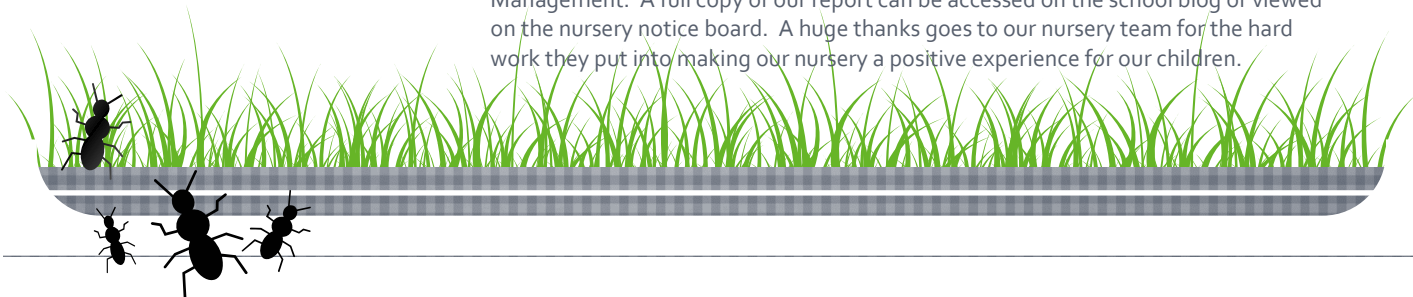 Management.  A full copy of our report can be accessed on the school blog or viewed
on the nursery notice board.  A huge thanks goes to our nursery team for the hard
work they put into making our nursery a positive experience for our children.